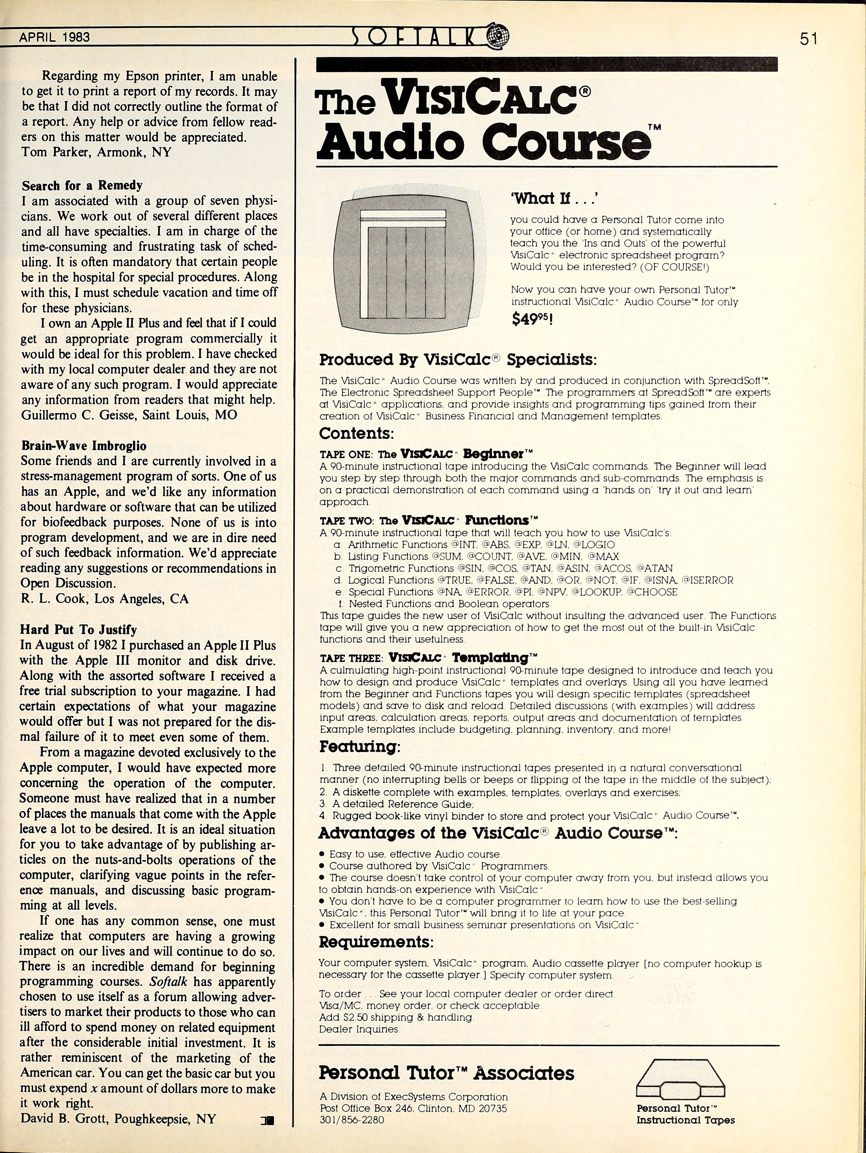 APRIL 1983
SOFTALK
51
Regarding my Epson printer, I am unable
to get it to print a report of my records. It may
be that I did not correctly outline the format of
a report. Any help or advice from fellow read-
ers on this matter would be appreciated.
Tom Parker, Armonk, NY
Search for a Remedy
I am associated with a group of seven physi-
cians. We work out of several different places
and all have specialties. I am in charge of the
time-consuming and frustrating task of sched-
uling. It is often mandatory that certain people
be in the hospital for special procedures. Along
with this, I must schedule vacation and time off
for these physicians.
I own an Apple II Plus and feel that if I could
get an appropriate program commercially it
would be ideal for this problem. I have checked
with my local computer dealer and they are not
aware of any such program. I would appreciate
any information from readers that might help.
Guillermo C. Geisse, Saint Louis, MO
Brain-Wave Imbroglio
Some friends and I are currently involved in a
stress-management program of sorts. One of us
has an Apple, and we'd like any information
about hardware or software that can be utilized
for biofeedback purposes. None of us is into
program development, and we are in dire need
of such feedback information. We'd appreciate
reading any suggestions or recommendations in
Open Discussion.
R. L. Cook, Los Angeles, CA
Hard Put To Justify
In August of 1982 I purchased an Apple II Plus
with the Apple III monitor and disk drive.
Along with the assorted software I received a
free trial subscription to your magazine. I had
certain expectations of what your magazine
would offer but I was not prepared for the dis-
mal failure of it to meet even some of them.
From a magazine devoted exclusively to the
Apple computer, I would have expected more
concerning the operation of the computer.
Someone must have realized that in a number
of places the manuals that come with the Apple
leave a lot to be desired. It is an ideal situation
for you to take advantage of by publishing ar-
ticles on the nuts-and-bolts operations of the
computer, clarifying vague points in the refer-
ence manuals, and discussing basic program-
ming at all levels.
If one has any common sense, one must
realize that computers are having a growing
impact on our lives and will continue to do so.
There is an incredible demand for beginning
programming courses. Softalk has apparently
chosen to use itself as a forum allowing adver-
tisers to market their products to those who can
ill afford to spend money on related equipment
after the considerable initial investment. It is
rather reminiscent of the marketing of the
American car. You can get the basic car but you
must expend x amount of dollars more to make
it work right.
David B. Grott, Poughkeepsie, NY
The VISICALC®
Audio Course™
'What If . . .'
you could have a Personal Tutor come into
your office (or home) and systematically
teach you the 'Ins and Outs' of the powerful
VisiCalc® electronic spreadsheet program?
Would you be interested? (OF COURSE!)
Now you can have your own Personal Tutor™
instructional VisiCalc® Audio Course™ for only
$49⁹⁵!
Produced By VisiCalc® Specialists:
The VisiCalc® Audio Course was written by and produced in conjunction with SpreadSoft™,
The Electronic Spreadsheet Support People™. The programmers at SpreadSoft™ are experts
at VisiCalc® applications, and provide insights and programming tips gained from their
creation of VisiCalc® Business Financial and Management templates.
Contents:
TAPE ONE: The VISICALC® Beginner™
A 90-minute instructional tape introducing the VisiCalc commands. The Beginner will lead
you step by step through both the major commands and sub-commands. The emphasis is
on a practical demonstration of each command using a 'hands on' 'try it out and learn'
approach.
TAPE TWO: The VISICALC® Functions™
A 90-minute instructional tape that will teach you how to use VisiCalc's:
a. Arithmetic Functions @INT, @ABS, @EXP, @LN, @LOGIO
b. Listing Functions @SUM, @COUNT, @AVE, @MIN, @MAX
c. Trigometric Functions @SIN, @COS, @TAN, @ASIN, @ACOS, @ATAN
d. Logical Functions @TRUE, @FALSE, @AND, @OR, @NOT, @IF, @ISNA, @ISERROR
e. Special Functions @NA, @ERROR, @PI, @NPV, @LOOKUP, @CHOOSE
f. Nested Functions and Boolean operators
This tape guides the new user of VisiCalc without insulting the advanced user. The Functions
tape will give you a new appreciation of how to get the most out of the built-in VisiCalc
functions and their usefulness.
TAPE THREE: VISICALC® Templating™
A culmulating high-point instructional 90-minute tape designed to introduce and teach you
how to design and produce VisiCalc® templates and overlays. Using all you have learned
from the Beginner and Functions tapes you will design specific templates (spreadsheet
models) and save to disk and reload. Detailed discussions (with examples) will address
input areas, calculation areas, reports, output areas and documentation of templates.
Example templates include budgeting, planning, inventory, and more!
Featuring:
1. Three detailed 90-minute instructional tapes presented in a natural conversational
manner (no interrupting bells or beeps or flipping of the tape in the middle of the subject);
2. A diskette complete with examples, templates, overlays and exercises;
3. A detailed Reference Guide;
4. Rugged book-like vinyl binder to store and protect your VisiCalc® Audio Course™.
Advantages of the VisiCalc® Audio Course™:
● Easy to use, effective Audio course.
● Course authored by VisiCalc® Programmers.
● The course doesn't take control of your computer away from you, but instead allows you
to obtain hands-on experience with VisiCalc®.
● You don't have to be a computer programmer to learn how to use the best-selling
VisiCalc®, this Personal Tutor™ will bring it to life at your pace.
● Excellent for small business seminar presentations on VisiCalc®
Requirements:
Your computer system, VisiCalc® program, Audio cassette player [no computer hookup is
necessary for the cassette player.] Specify computer system.
To order . . . See your local computer dealer or order direct.
Visa/MC, money order, or check acceptable.
Add $2.50 shipping & handling.
Dealer Inquiries.
Personal Tutor™ Associates
A Division of ExecSystems Corporation
Post Office Box 246, Clinton, MD 20735
301/856-2280
Personal Tutor™
Instructional Tapes